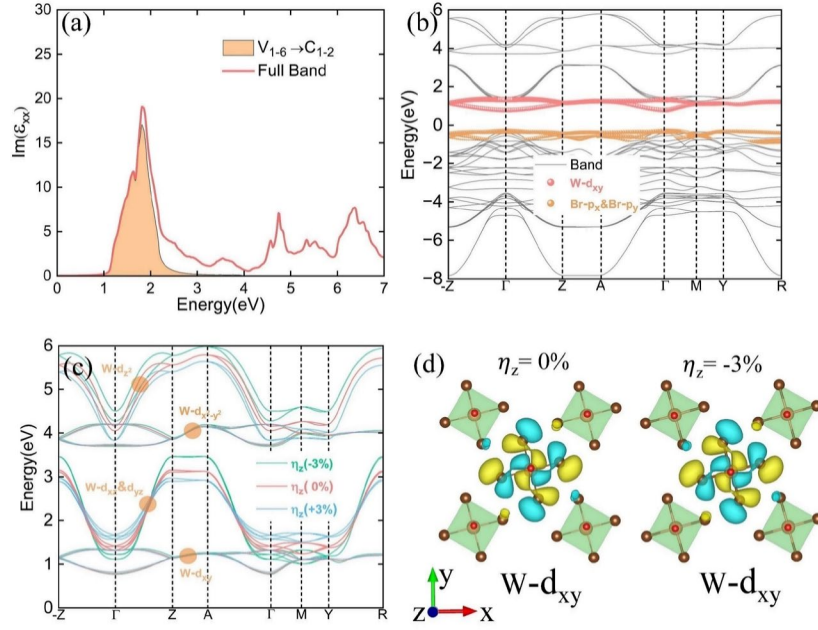 (a)
30
25
20
15
10
5
0
Im(εxx)
V1-6→C1-2
Full Band
0 1 2 3 4 5 6 7
Energy(eV)
(b)
6
4
2
0
−2
−4
−6
−8
Energy(eV)
Band
W-dxy
Br-px&Br-py
-Z Γ Z A Γ M Y R
(c)
6
5
4
3
2
1
0
Energy(eV)
W-dz²
W-dx²-y²
W-dxz&dyz
W-dxy
ηz(-3%)
ηz( 0%)
ηz(+3%)
-Z Γ Z A Γ M Y R
(d)
ηz= 0%
ηz= -3%
y
z x
W-dxy
W-dxy